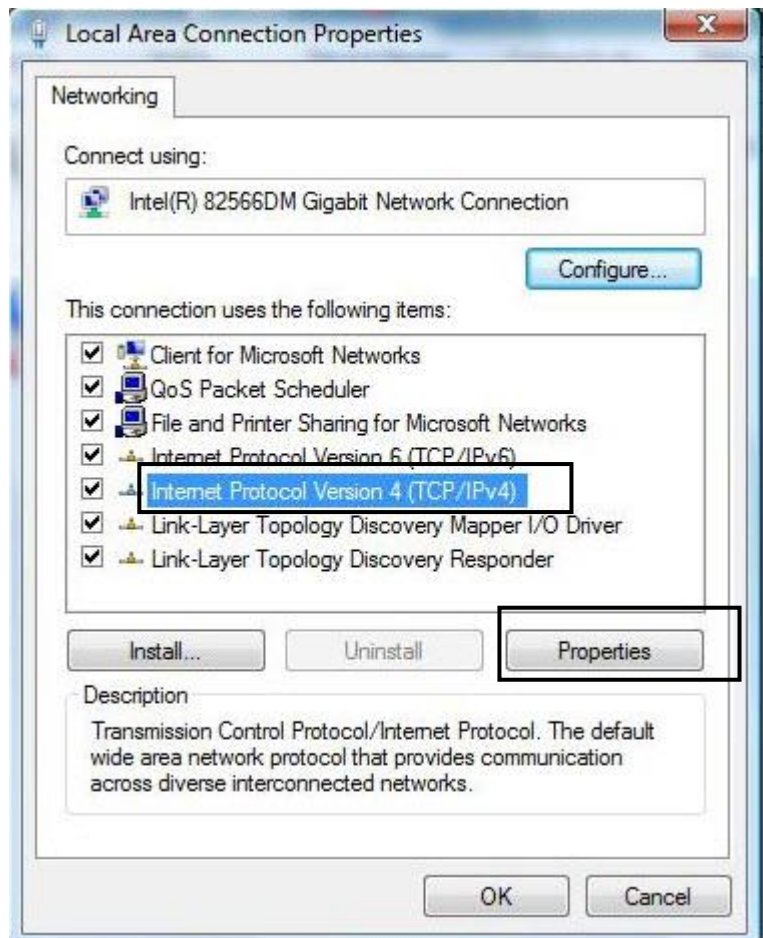 Local Area Connection Properties
Networking
Connect using:
Intel(R) 82566DM Gigabit Network Connection
Configure...
This connection uses the following items:
Client for Microsoft Networks
QoS Packet Scheduler
File and Printer Sharing for Microsoft Networks
Internet Protocol Version 6 (TCP/IPv6)
Internet Protocol Version 4 (TCP/IPv4)
Link-Layer Topology Discovery Mapper I/O Driver
Link-Layer Topology Discovery Responder
Install... Uninstall Properties
Description
Transmission Control Protocol/Internet Protocol. The default
wide area network protocol that provides communication
across diverse interconnected networks.
OK Cancel